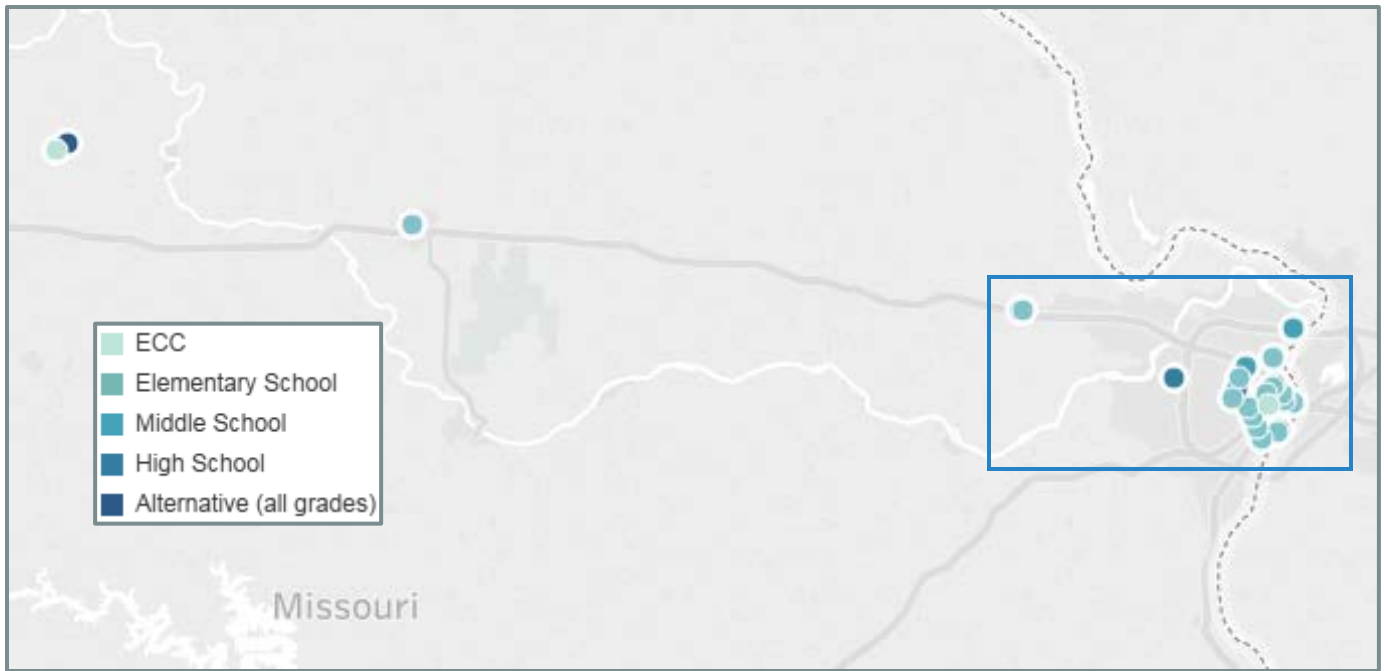 ECC
Elementary School
Middle School
High School
Alternative (all grades)
Missouri